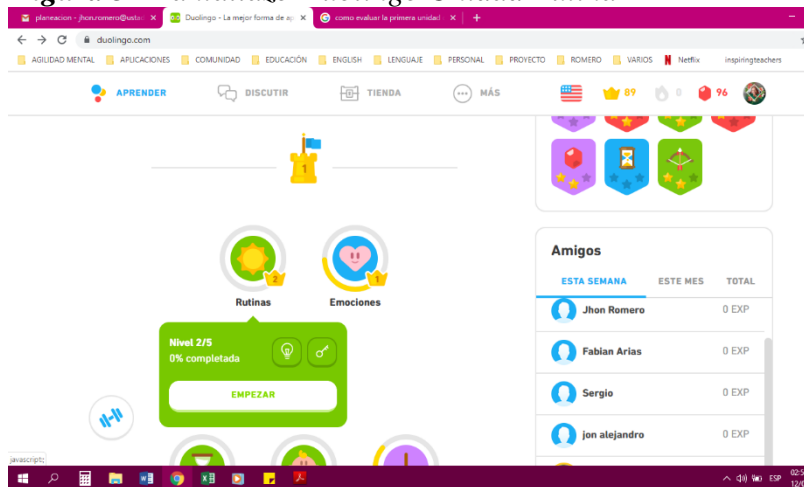 planeacion - jhon.romero@usta
Duolingo - La mejor forma de ap
como evaluar la primera unidad
duolingo.com
AGILIDAD MENTAL APLICACIONES COMUNIDAD EDUCACIÓN ENGLISH LENGUAJE PERSONAL PROYECTO ROMERO VARIOS Netflix inspiringteachers
APRENDER DISCUTIR TIENDA MÁS 89 0 96
1
2 1
Rutinas Emociones
Nivel 2/5
0% completada
EMPEZAR
Amigos
ESTA SEMANA ESTE MES TOTAL
Jhon Romero 0 EXP
Fabian Arias 0 EXP
Sergio 0 EXP
jon alejandro 0 EXP
javascript:
ESP